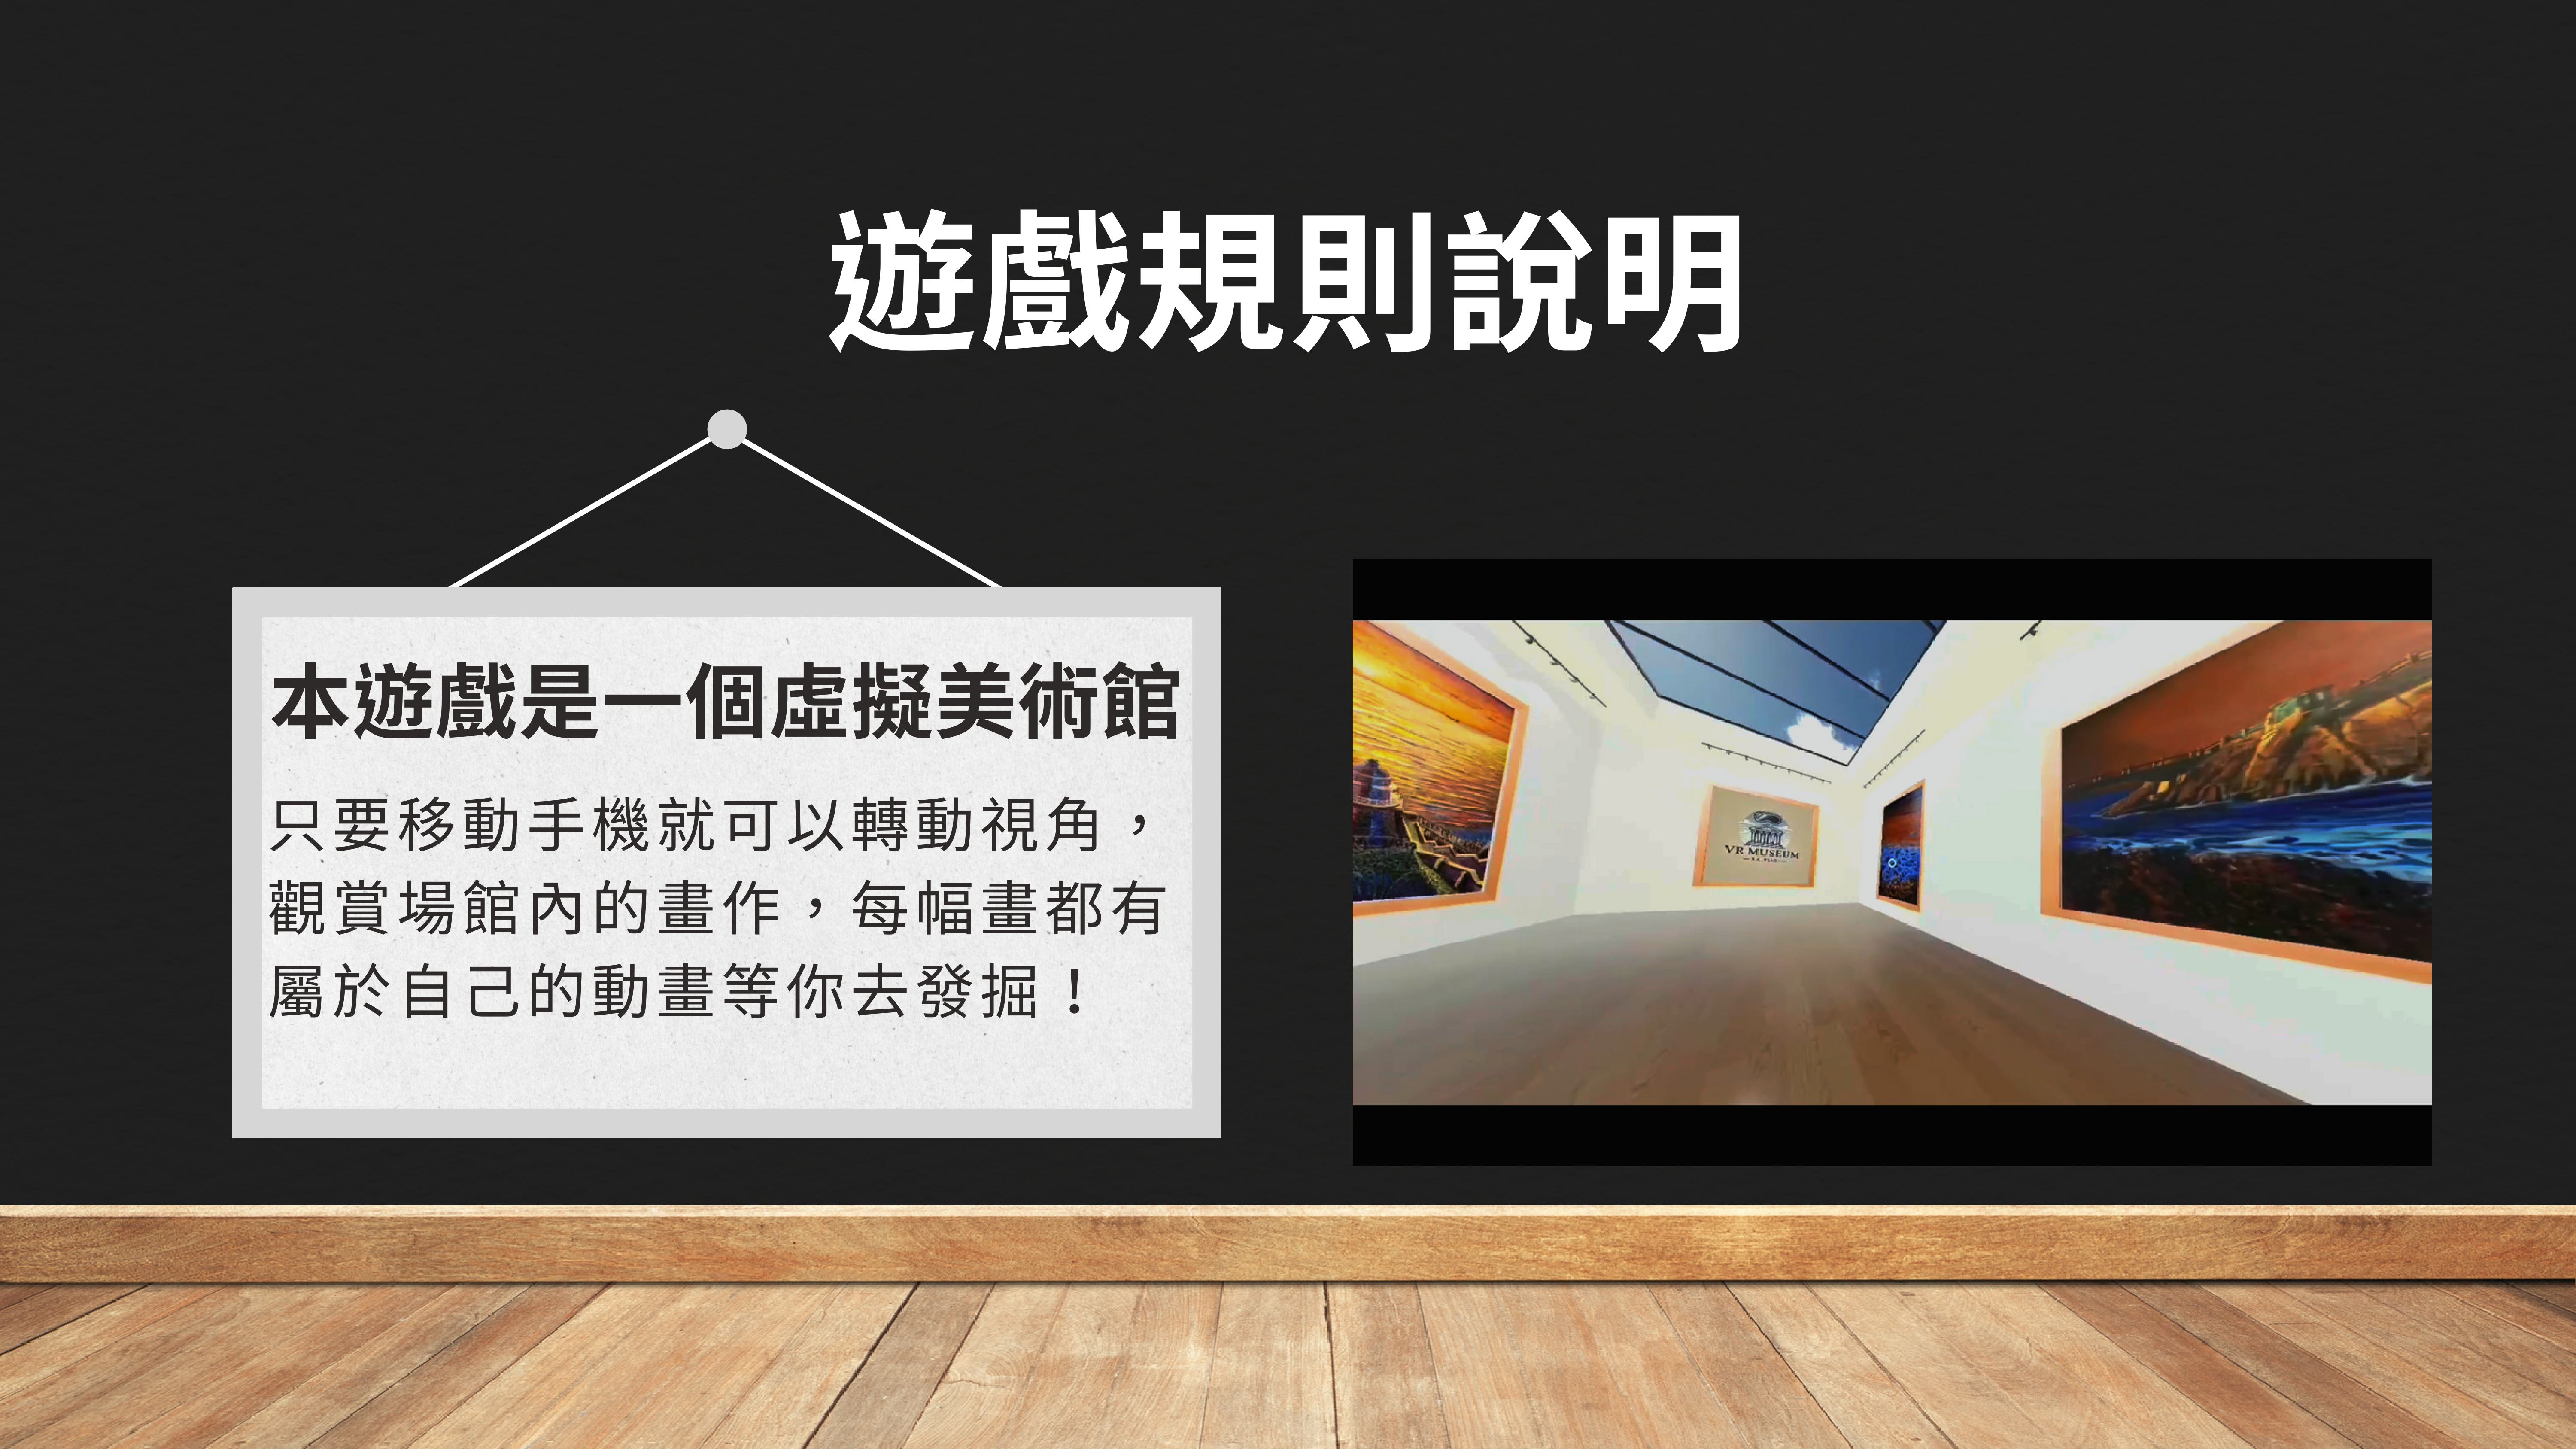 遊戲規則說明
本遊戲是一個虛擬美術館
只要移動手機就可以轉動視角，
觀賞場館內的畫作，每幅畫都有
屬於自己的動畫等你去發掘！
VR MUSEUM